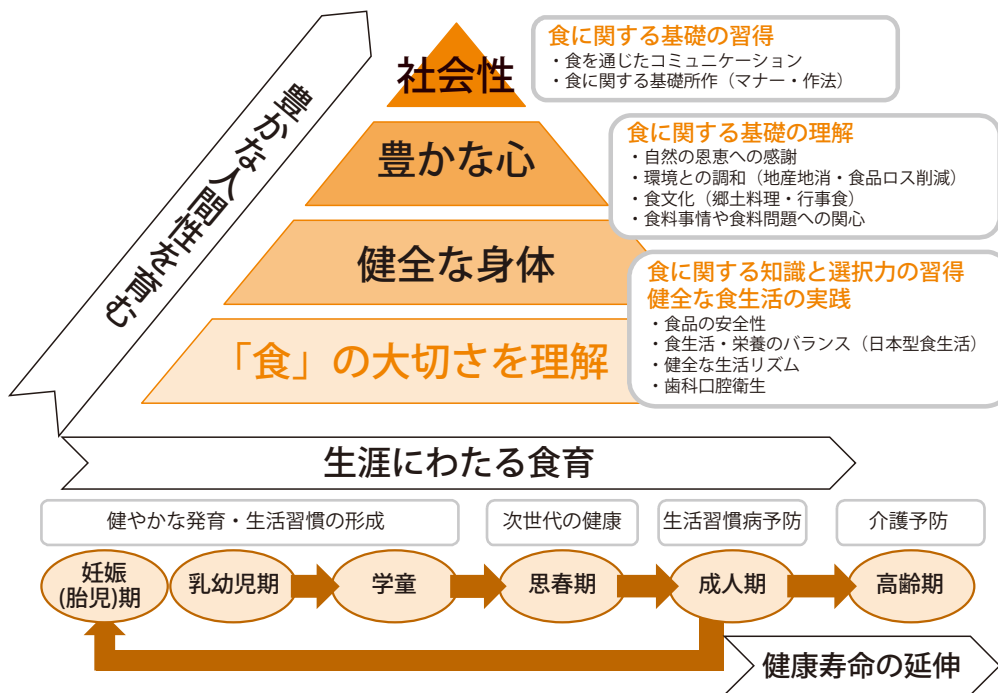 豊かな人間性を育む
社会性
食に関する基礎の習得
・食を通じたコミュニケーション
・食に関する基礎所作（マナー・作法）
豊かな心
食に関する基礎の理解
・自然の恩恵への感謝
・環境との調和（地産地消・食品ロス削減）
・食文化（郷土料理・行事食）
・食料事情や食料問題への関心
健全な身体
食に関する知識と選択力の習得
健全な食生活の実践
・食品の安全性
・食生活・栄養のバランス（日本型食生活）
・健全な生活リズム
・歯科口腔衛生
「食」の大切さを理解
生涯にわたる食育
健やかな発育・生活習慣の形成
次世代の健康
生活習慣病予防
介護予防
妊娠
(胎児)期
乳幼児期
学童
思春期
成人期
高齢期
健康寿命の延伸